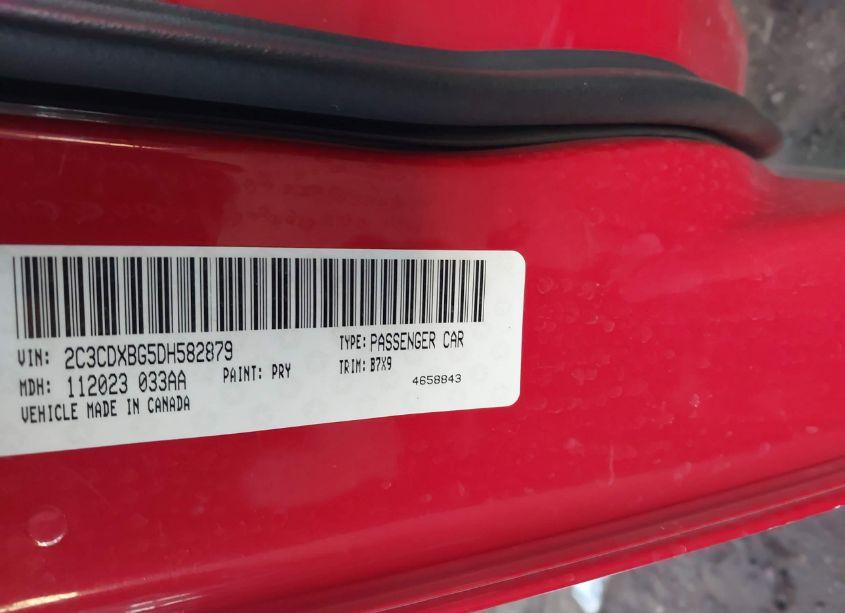 VIN: 2C3CDXBG5DH582879 TYPE: PASSENGER CAR
MDH: 112023 033AA PAINT: PRY TRIM: B7X9
VEHICLE MADE IN CANADA 4658843